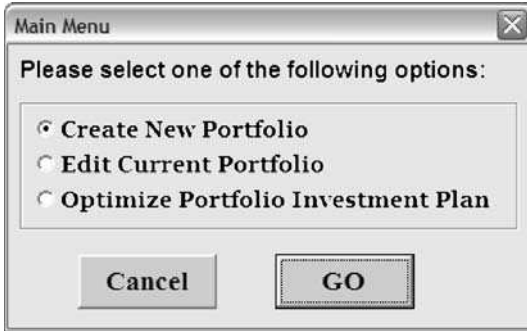 Main Menu
Please select one of the following options:
Create New Portfolio
Edit Current Portfolio
Optimize Portfolio Investment Plan
Cancel GO